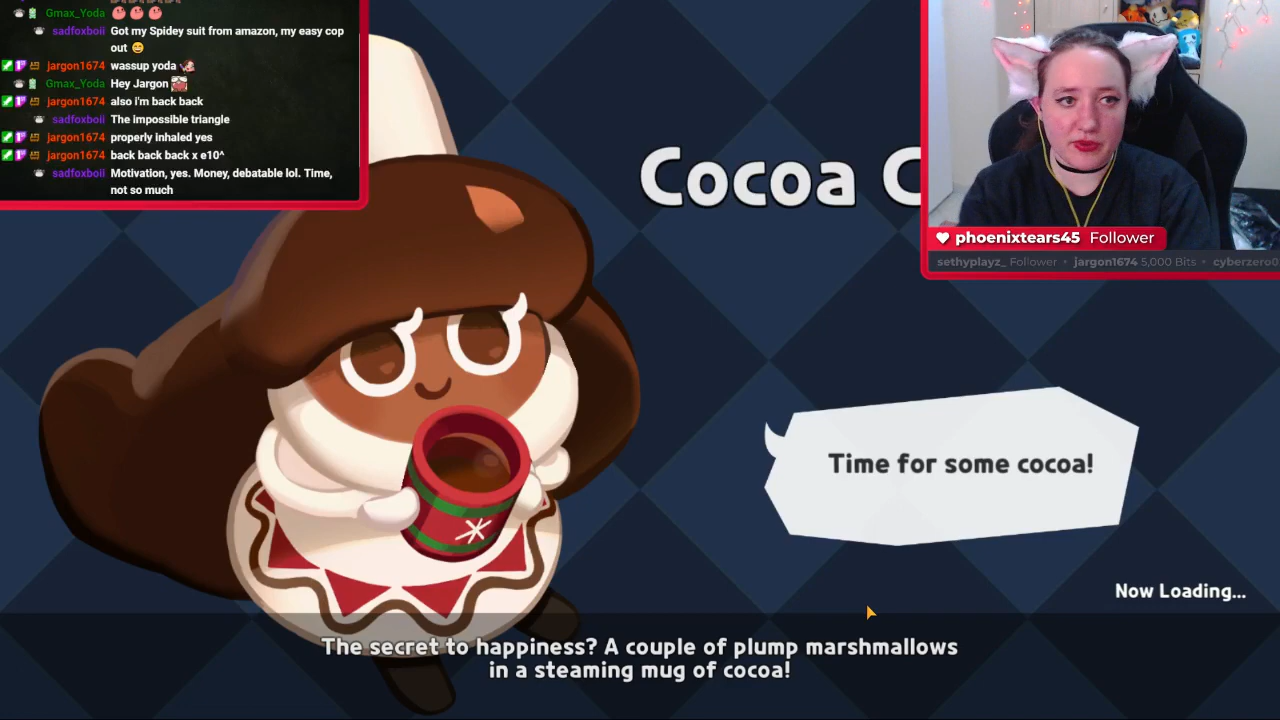 Gmax_Yoda
sadfoxboii Got my Spidey suit from amazon, my easy cop
out
jargon1674 wassup yoda
Gmax_Yoda Hey Jargon
jargon1674 also i'm back back
sadfoxboii The impossible triangle
jargon1674 properly inhaled yes
jargon1674 back back back x e10^
sadfoxboii Motivation, yes. Money, debatable lol. Time,
not so much
Cocoa C
phoenixtears45 Follower
sethyplayz_ Follower • jargon1674 5,000 Bits • cyberzero0
Time for some cocoa!
Now Loading...
The secret to happiness? A couple of plump marshmallows
in a steaming mug of cocoa!